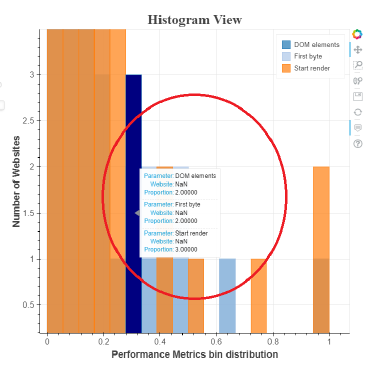 Histogram View
DOM elements
First byte
Start render
3
2.5
2
1.5
1
0.5
Number of Websites
Parameter: DOM elements
Website: NaN
Proportion: 2.00000
Parameter: First byte
Website: NaN
Proportion: 2.00000
Parameter: Start render
Website: NaN
Proportion: 3.00000
0
0.2
0.4
0.6
0.8
1
Performance Metrics bin distribution